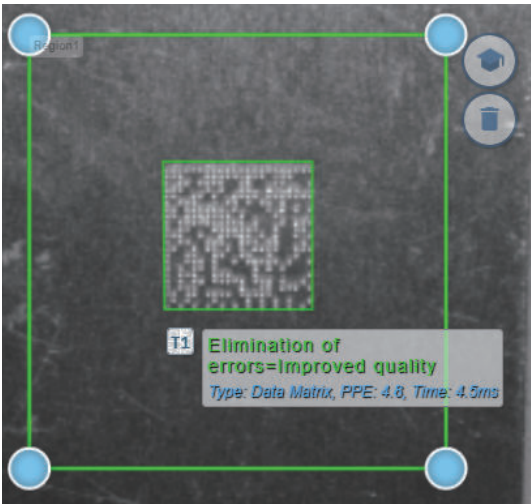 Region1
T1
Elimination of
errors=Improved quality
Type: Data Matrix, PPE: 4.8, Time: 4.5ms